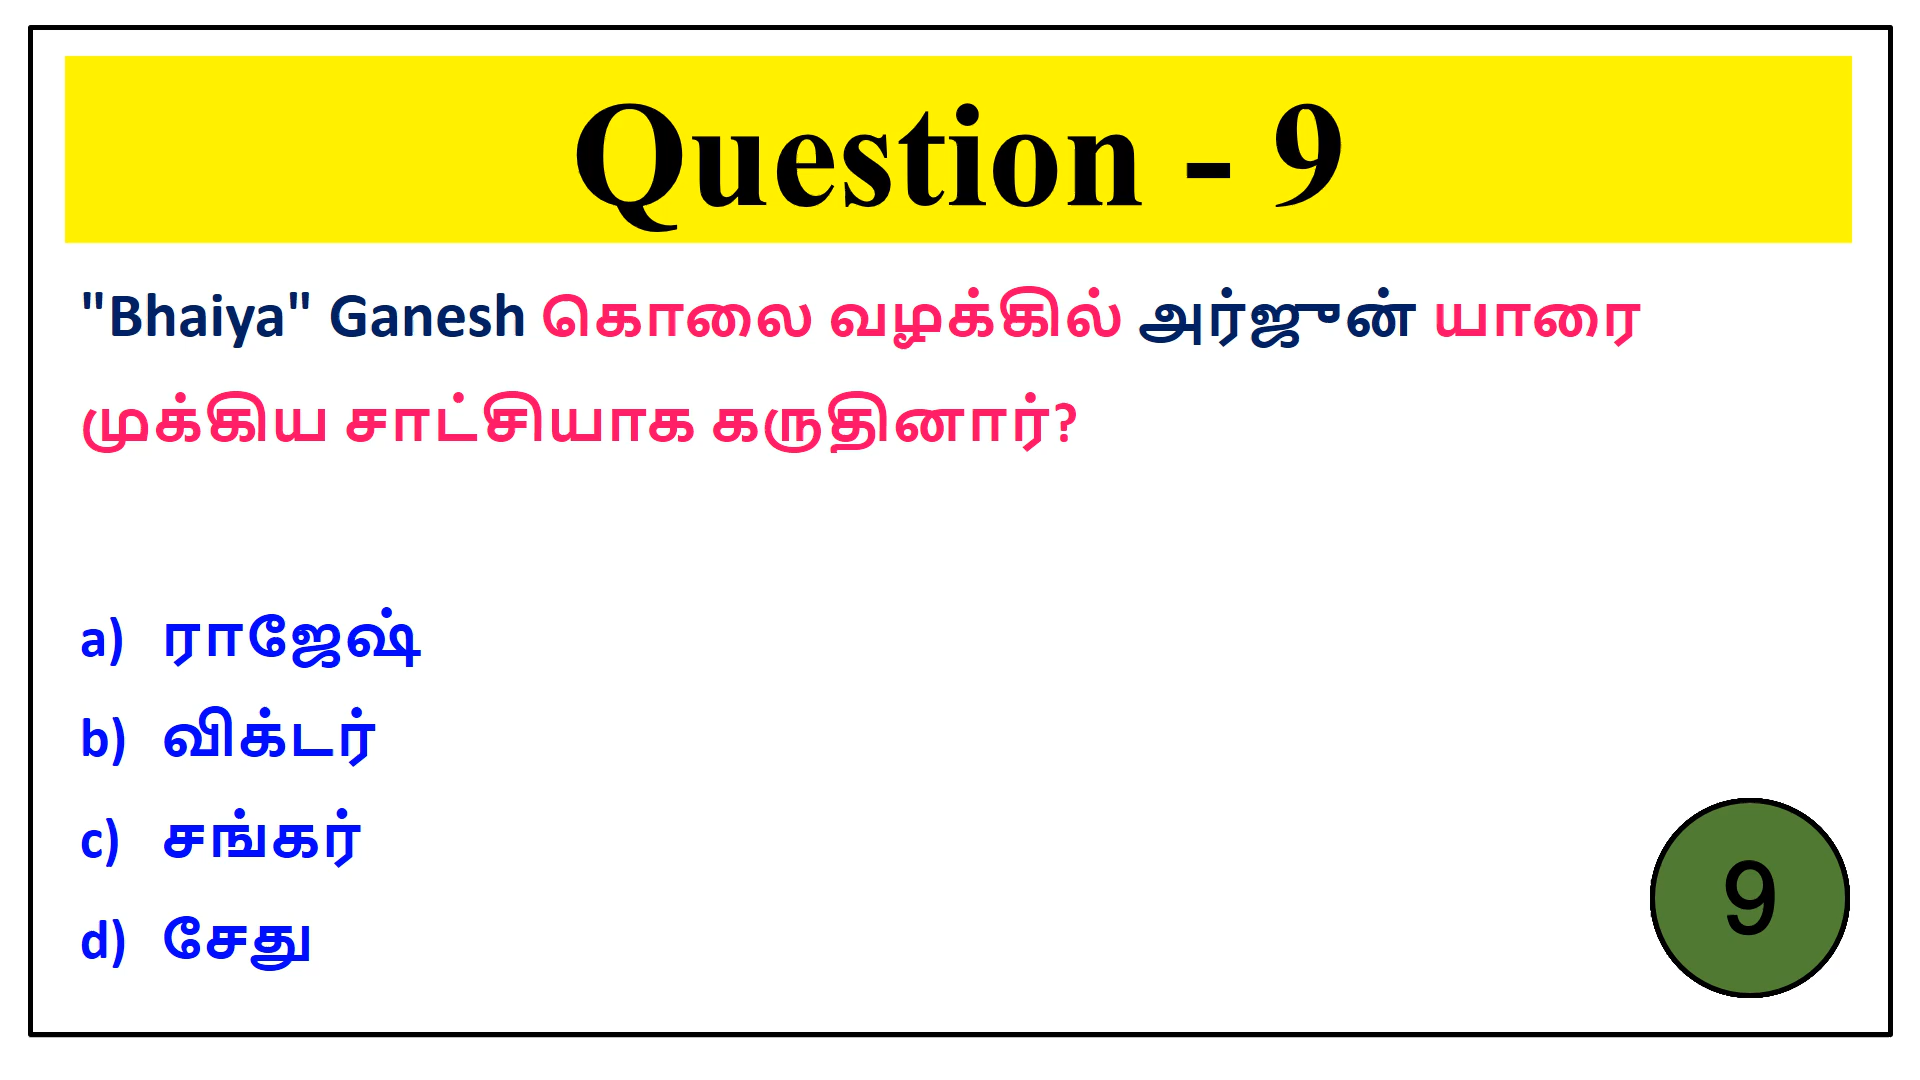 Question - 9
"Bhaiya" Ganesh கொலை வழக்கில் அர்ஜுன் யாரை
முக்கிய சாட்சியாக கருதினார்?
a) ராஜேஷ்
b) விக்டர்
c) சங்கர்
d) சேது
9